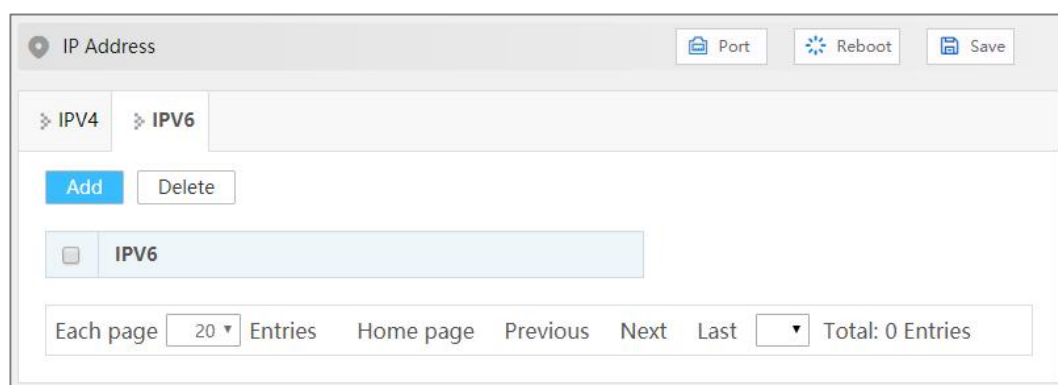 IP Address Port Reboot Save
IPV4 IPV6
Add Delete
IPV6
Each page 20 Entries Home page Previous Next Last Total: 0 Entries